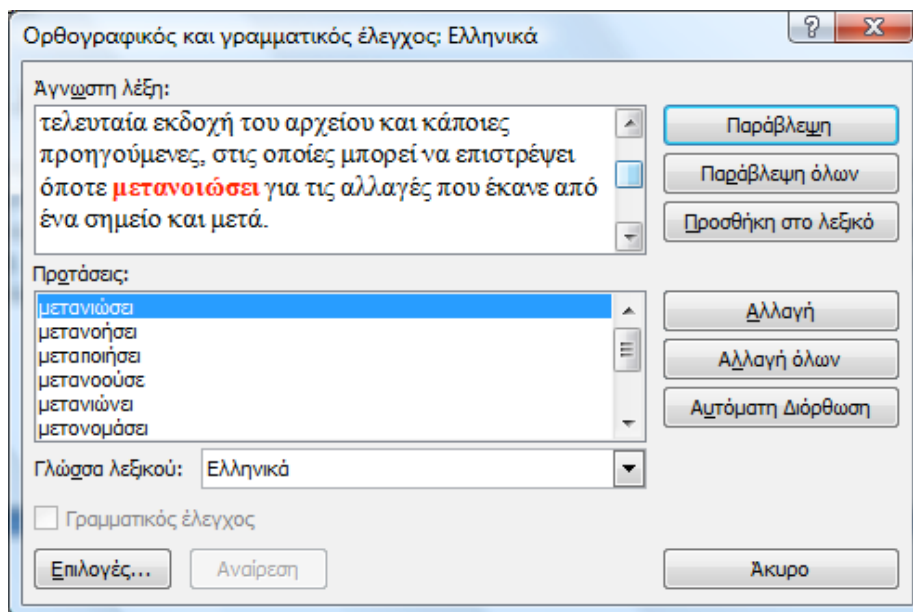 Ορθογραφικός και γραμματικός έλεγχος: Ελληνικά
Άγνωστη λέξη:
τελευταία εκδοχή του αρχείου και κάποιες
προηγούμενες, στις οποίες μπορεί να επιστρέψει
όποτε μετανοιώσει για τις αλλαγές που έκανε από
ένα σημείο και μετά.
Παράβλεψη
Παράβλεψη όλων
Προσθήκη στο λεξικό
Προτάσεις:
μετανιώσει
μετανοήσει
μεταποιήσει
μετανοούσε
μετανιώνει
μετονομάσει
Αλλαγή
Αλλαγή όλων
Αυτόματη Διόρθωση
Γλώσσα λεξικού: Ελληνικά
Γραμματικός έλεγχος
Επιλογές... Αναίρεση Άκυρο